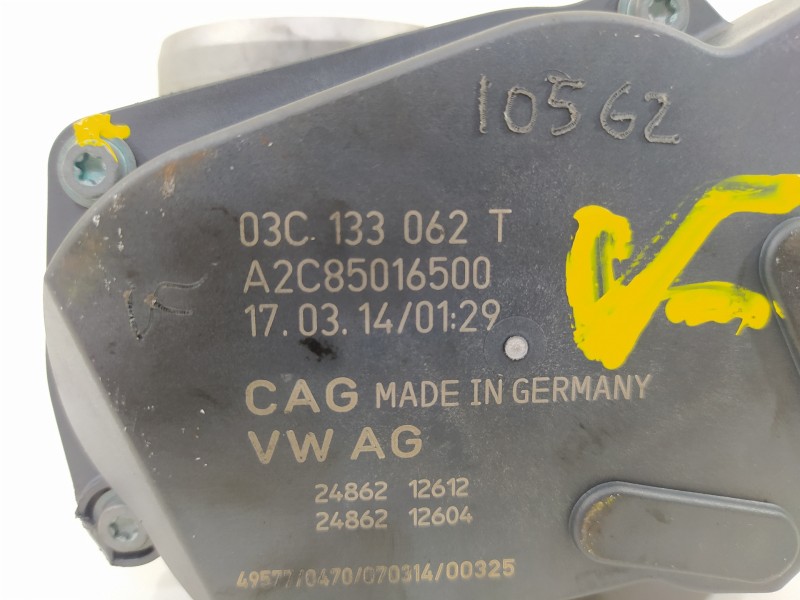 10562
03C 133 062 T
A2C85016500
17.03.14/01:29
CAG MADE IN GERMANY
VW AG
24862 12612
24862 12604
49577/0470/070314/00325